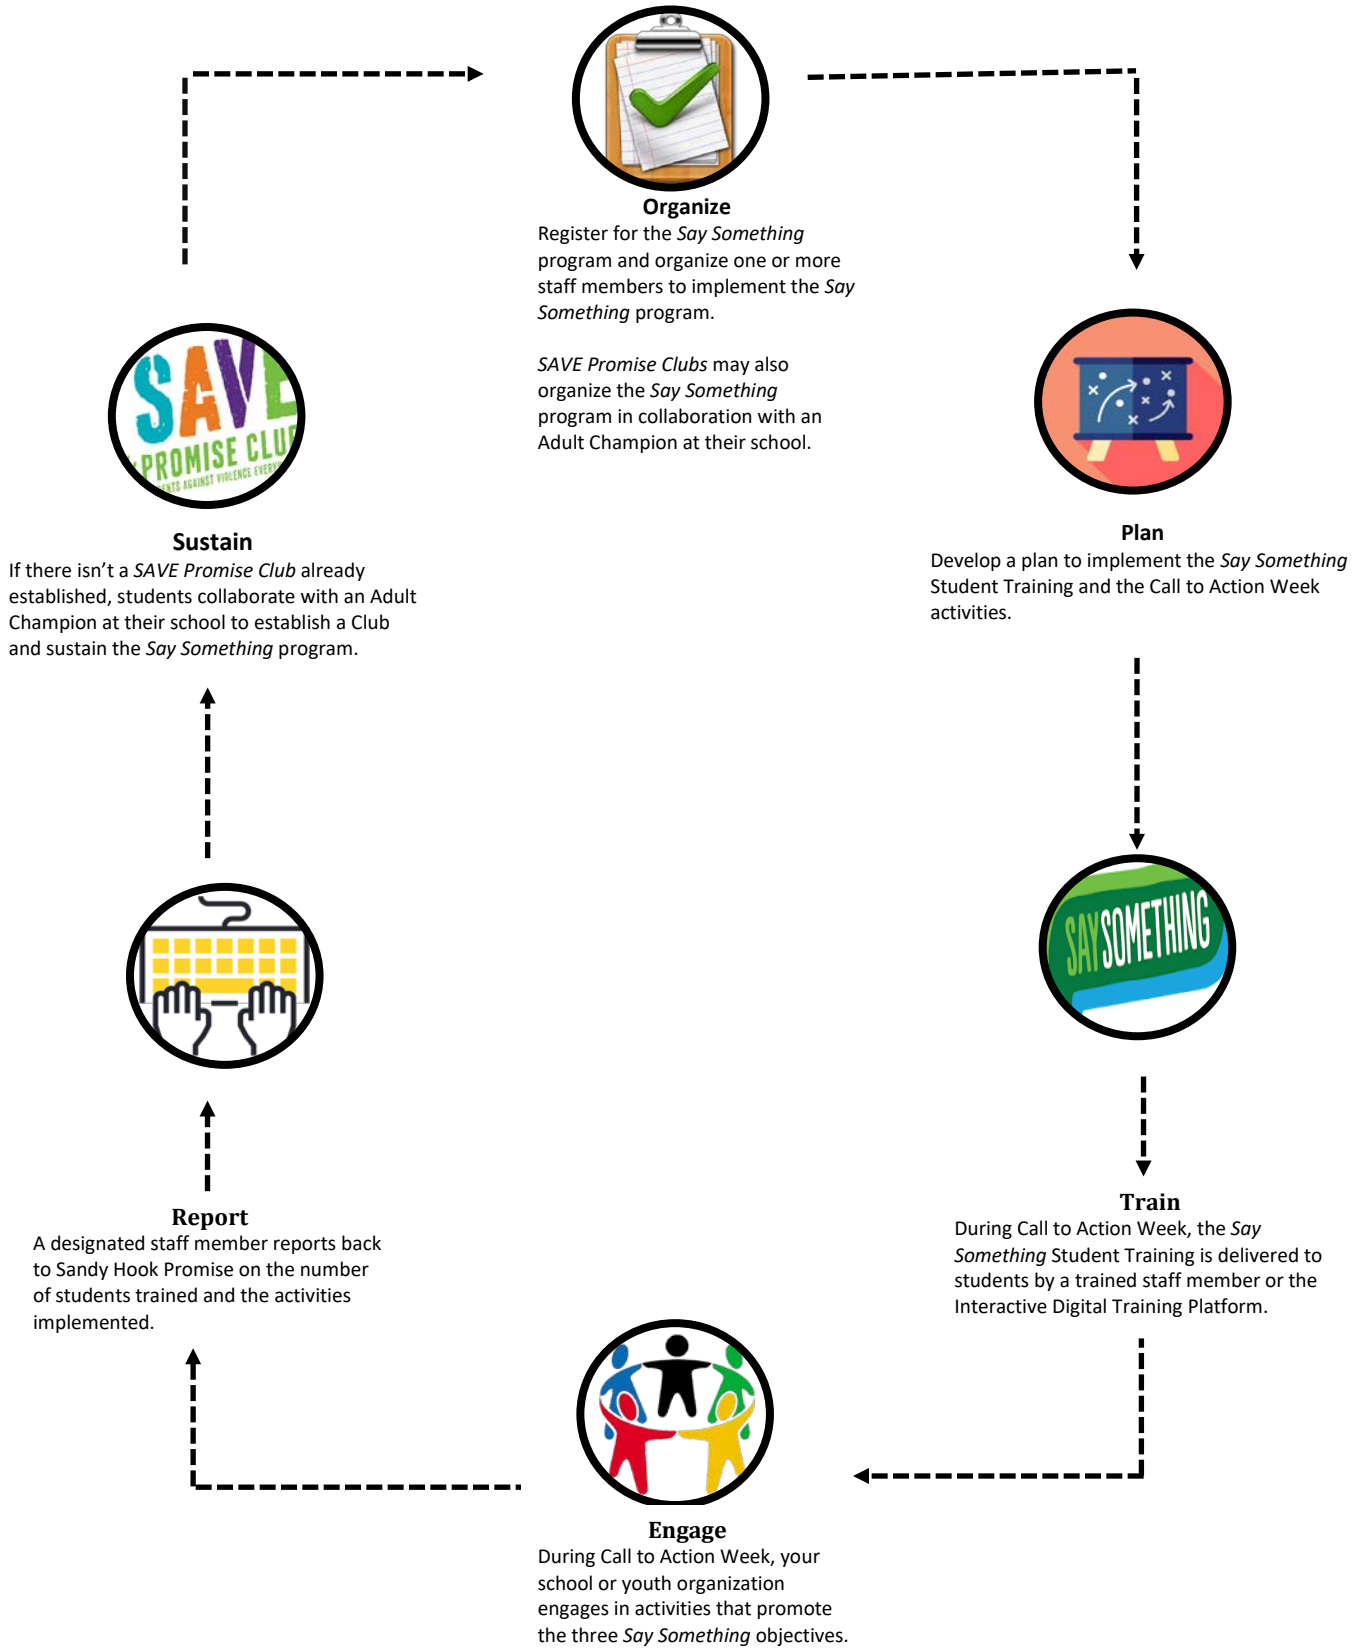 Organize
Register for the Say Something
program and organize one or more
staff members to implement the Say
Something program.
SAVE Promise Clubs may also
organize the Say Something
program in collaboration with an
Adult Champion at their school.
Plan
Develop a plan to implement the Say Something
Student Training and the Call to Action Week
activities.
SAYSOMETHING
Train
During Call to Action Week, the Say
Something Student Training is delivered to
students by a trained staff member or the
Interactive Digital Training Platform.
Engage
During Call to Action Week, your
school or youth organization
engages in activities that promote
the three Say Something objectives.
Report
A designated staff member reports back
to Sandy Hook Promise on the number
of students trained and the activities
implemented.
SAVE
PROMISE CLU
ENTS AGAINST VIOLENCE EVERY
Sustain
If there isn’t a SAVE Promise Club already
established, students collaborate with an Adult
Champion at their school to establish a Club
and sustain the Say Something program.